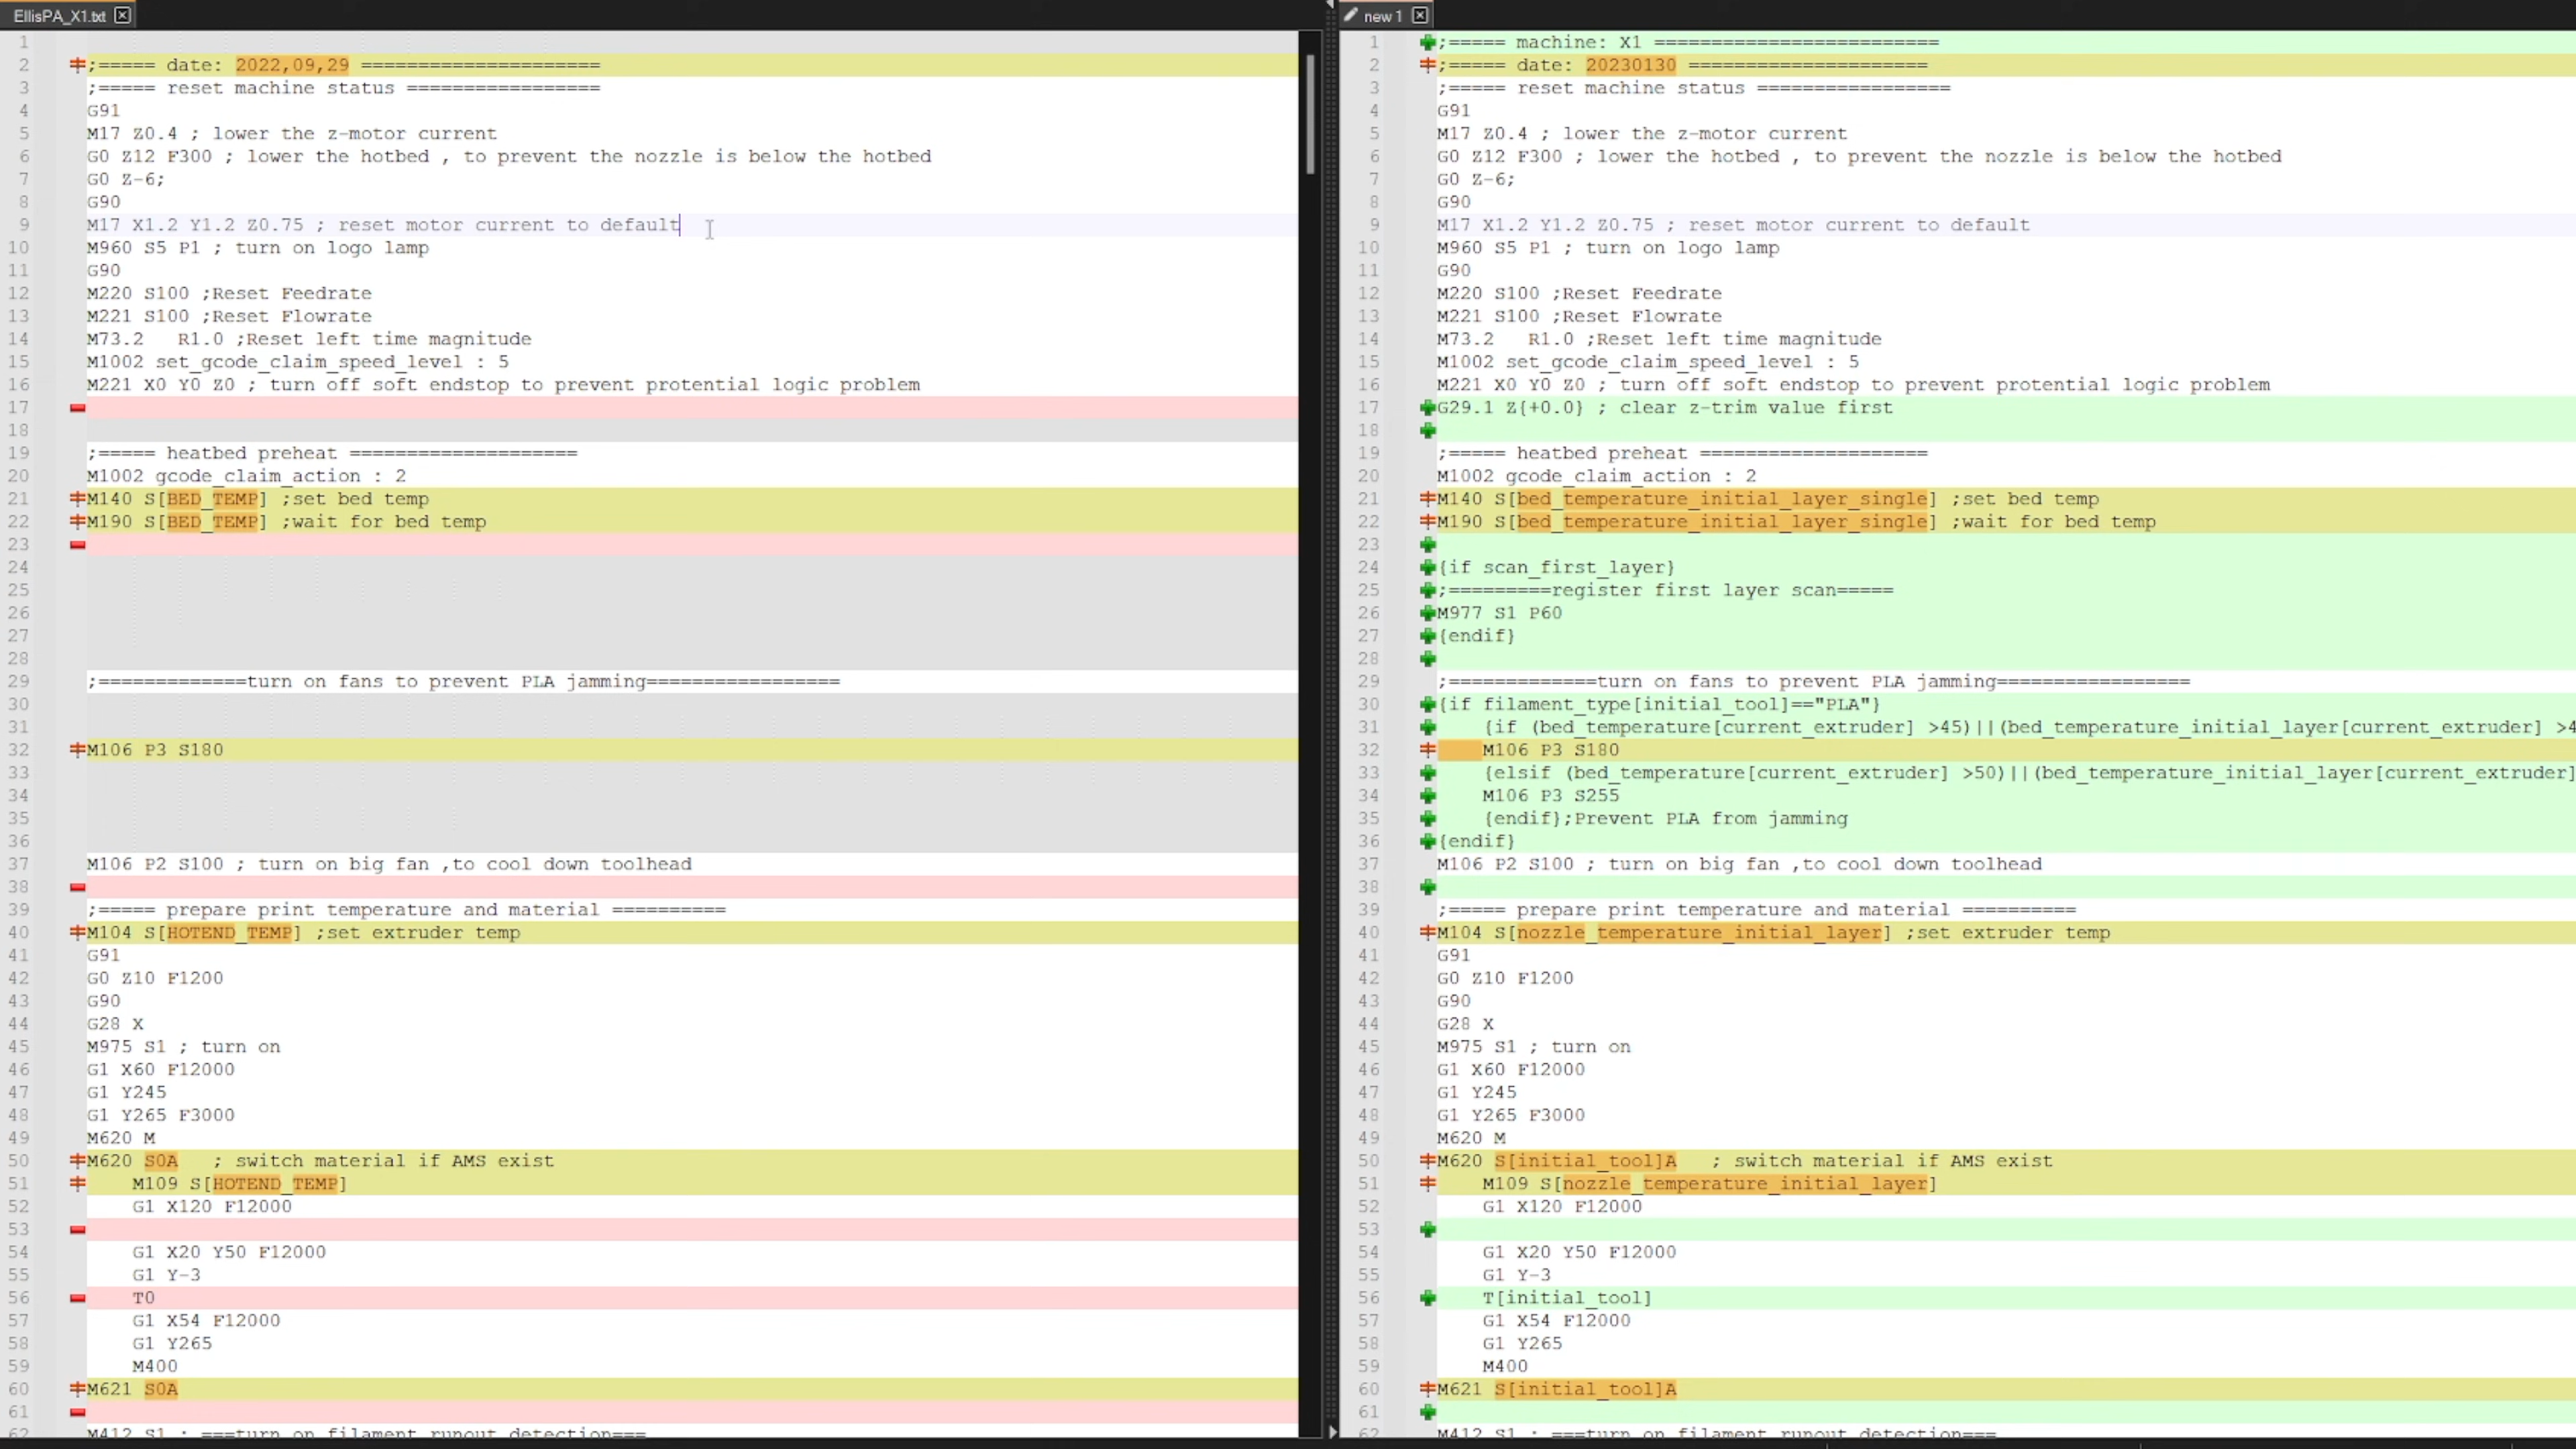 EllisPA_X1.txt
1
2 ;===== date: 2022,09,29 =====================
3 ;===== reset machine status =================
4 G91
5 M17 Z0.4 ; lower the z-motor current
6 G0 Z12 F300 ; lower the hotbed , to prevent the nozzle is below the hotbed
7 G0 Z-6;
8 G90
9 M17 X1.2 Y1.2 Z0.75 ; reset motor current to default
10 M960 S5 P1 ; turn on logo lamp
11 G90
12 M220 S100 ;Reset Feedrate
13 M221 S100 ;Reset Flowrate
14 M73.2   R1.0 ;Reset left time magnitude
15 M1002 set_gcode_claim_speed_level : 5
16 M221 X0 Y0 Z0 ; turn off soft endstop to prevent protential logic problem
17
18
19 ;===== heatbed preheat ====================
20 M1002 gcode_claim_action : 2
21 M140 S[BED_TEMP] ;set bed temp
22 M190 S[BED_TEMP] ;wait for bed temp
23
24
25
26
27
28
29 ;=============turn on fans to prevent PLA jamming=================
30
31
32 M106 P3 S180
33
34
35
36
37 M106 P2 S100 ; turn on big fan ,to cool down toolhead
38
39 ;===== prepare print temperature and material ==========
40 M104 S[HOTEND_TEMP] ;set extruder temp
41 G91
42 G0 Z10 F1200
43 G90
44 G28 X
45 M975 S1 ; turn on
46 G1 X60 F12000
47 G1 Y245
48 G1 Y265 F3000
49 M620 M
50 M620 S0A   ; switch material if AMS exist
51     M109 S[HOTEND_TEMP]
52     G1 X120 F12000
53
54     G1 X20 Y50 F12000
55     G1 Y-3
56     T0
57     G1 X54 F12000
58     G1 Y265
59     M400
60 M621 S0A
61
62 M412 S1 ; ===turn on filament runout detection===
new 1
1 ;===== machine: X1 =========================
2 ;===== date: 20230130 =====================
3 ;===== reset machine status =================
4 G91
5 M17 Z0.4 ; lower the z-motor current
6 G0 Z12 F300 ; lower the hotbed , to prevent the nozzle is below the hotbed
7 G0 Z-6;
8 G90
9 M17 X1.2 Y1.2 Z0.75 ; reset motor current to default
10 M960 S5 P1 ; turn on logo lamp
11 G90
12 M220 S100 ;Reset Feedrate
13 M221 S100 ;Reset Flowrate
14 M73.2   R1.0 ;Reset left time magnitude
15 M1002 set_gcode_claim_speed_level : 5
16 M221 X0 Y0 Z0 ; turn off soft endstop to prevent protential logic problem
17 G29.1 Z{+0.0} ; clear z-trim value first
18
19 ;===== heatbed preheat ====================
20 M1002 gcode_claim_action : 2
21 M140 S[bed_temperature_initial_layer_single] ;set bed temp
22 M190 S[bed_temperature_initial_layer_single] ;wait for bed temp
23
24 {if scan_first_layer}
25 ;=========register first layer scan=====
26 M977 S1 P60
27 {endif}
28
29 ;=============turn on fans to prevent PLA jamming=================
30 {if filament_type[initial_tool]=="PLA"}
31     {if (bed_temperature[current_extruder] >45)||(bed_temperature_initial_layer[current_extruder] >4
32     M106 P3 S180
33     {elsif (bed_temperature[current_extruder] >50)||(bed_temperature_initial_layer[current_extruder]
34     M106 P3 S255
35     {endif};Prevent PLA from jamming
36 {endif}
37 M106 P2 S100 ; turn on big fan ,to cool down toolhead
38
39 ;===== prepare print temperature and material ==========
40 M104 S[nozzle_temperature_initial_layer] ;set extruder temp
41 G91
42 G0 Z10 F1200
43 G90
44 G28 X
45 M975 S1 ; turn on
46 G1 X60 F12000
47 G1 Y245
48 G1 Y265 F3000
49 M620 M
50 M620 S[initial_tool]A   ; switch material if AMS exist
51     M109 S[nozzle_temperature_initial_layer]
52     G1 X120 F12000
53
54     G1 X20 Y50 F12000
55     G1 Y-3
56     T[initial_tool]
57     G1 X54 F12000
58     G1 Y265
59     M400
60 M621 S[initial_tool]A
61
62 M412 S1 ; ===turn on filament runout detection===